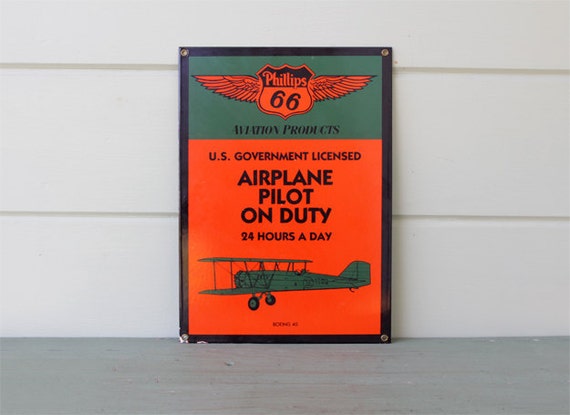 Phillips
66
AVIATION PRODUCTS
U.S. GOVERNMENT LICENSED
AIRPLANE
PILOT
ON DUTY
24 HOURS A DAY
BOEING 40